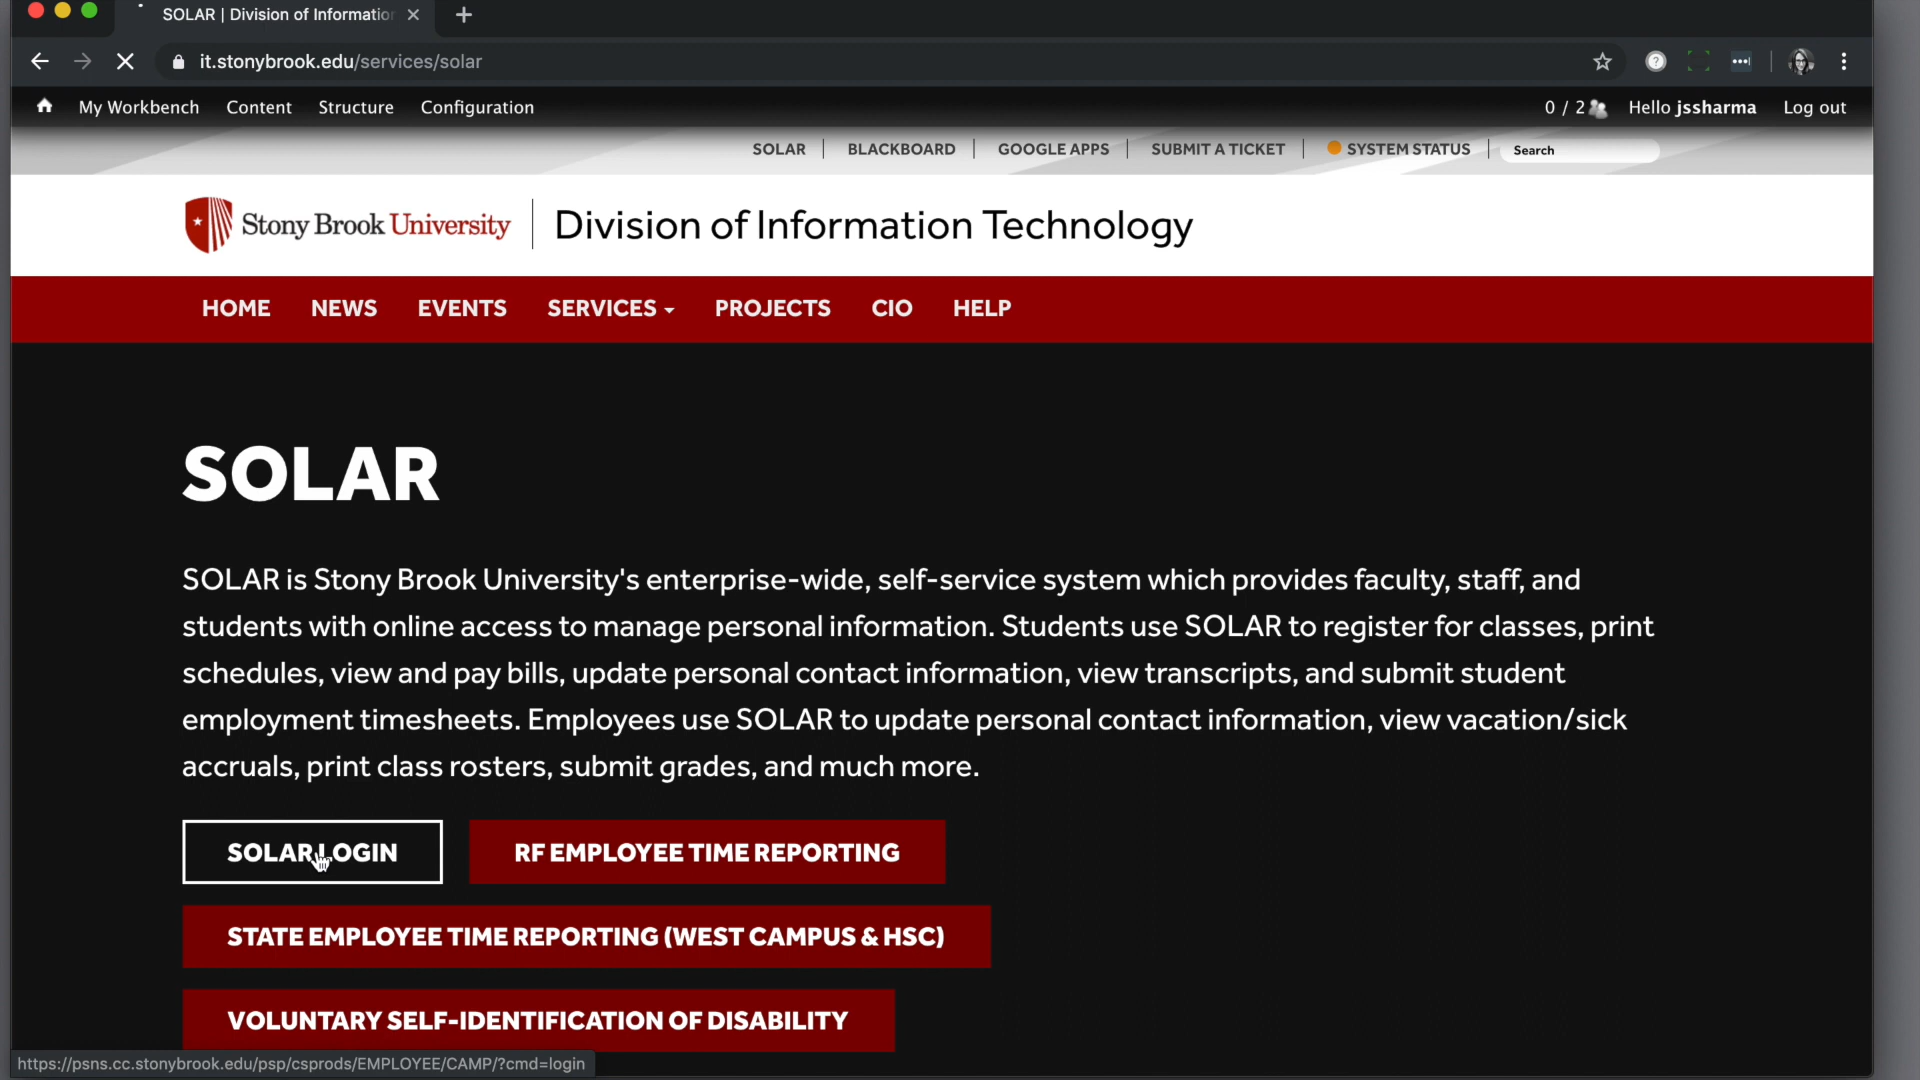 SOLAR | Division of Informatio
it.stonybrook.edu/services/solar
My Workbench Content Structure Configuration 0 / 2 Hello jssharma Log out
SOLAR BLACKBOARD GOOGLE APPS SUBMIT A TICKET SYSTEM STATUS Search
Stony Brook University Division of Information Technology
HOME NEWS EVENTS SERVICES PROJECTS CIO HELP
SOLAR
SOLAR is Stony Brook University's enterprise-wide, self-service system which provides faculty, staff, and
students with online access to manage personal information. Students use SOLAR to register for classes, print
schedules, view and pay bills, update personal contact information, view transcripts, and submit student
employment timesheets. Employees use SOLAR to update personal contact information, view vacation/sick
accruals, print class rosters, submit grades, and much more.
SOLAR LOGIN RF EMPLOYEE TIME REPORTING
STATE EMPLOYEE TIME REPORTING (WEST CAMPUS & HSC)
VOLUNTARY SELF-IDENTIFICATION OF DISABILITY
https://psns.cc.stonybrook.edu/psp/csprods/EMPLOYEE/CAMP/?cmd=login